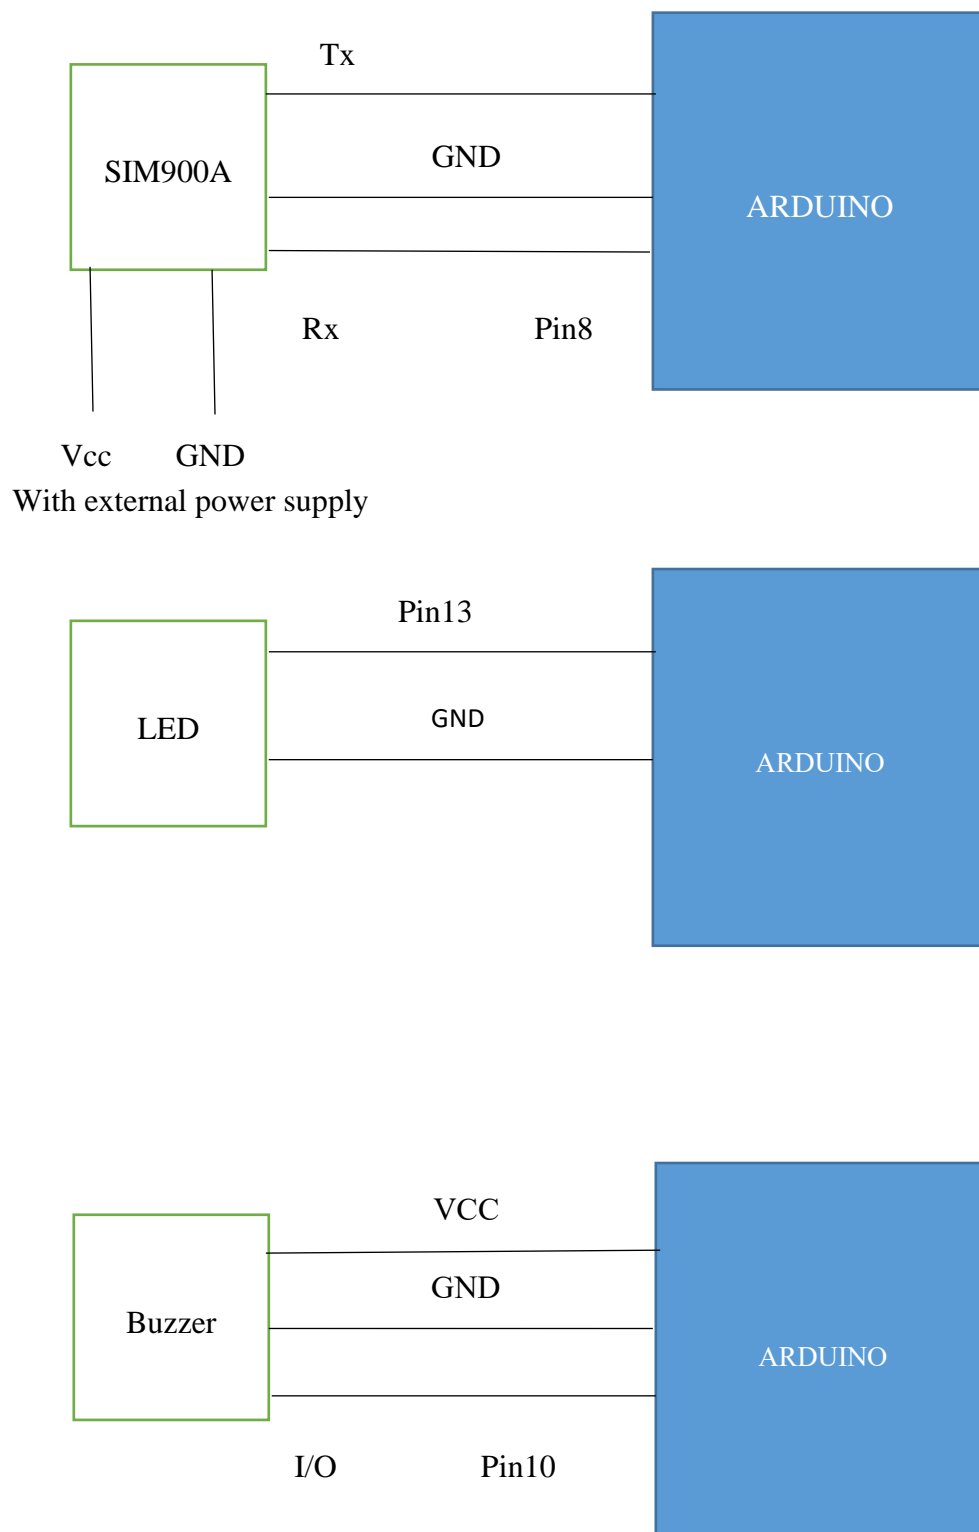 Tx
GND
SIM900A
ARDUINO
Rx Pin8
Vcc GND
With external power supply
Pin13
GND
LED
ARDUINO
VCC
GND
Buzzer
ARDUINO
I/O Pin10